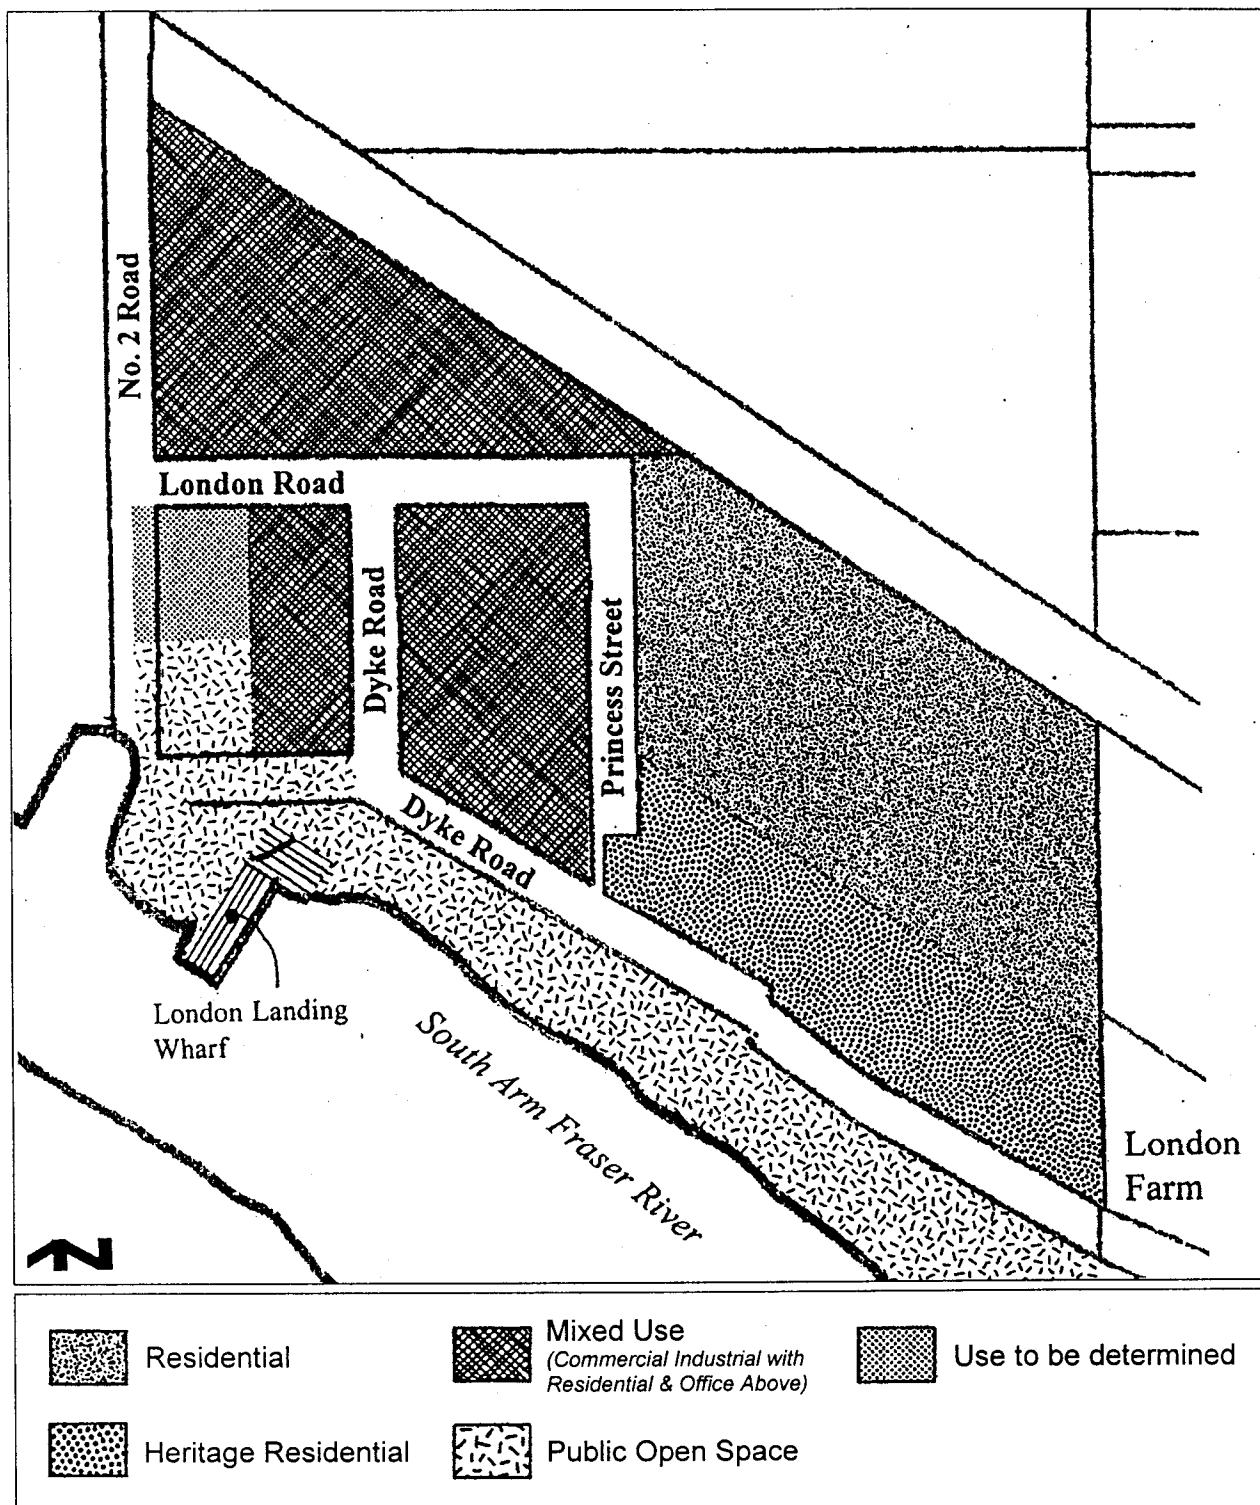 No. 2 Road
London Road
Dyke Road
Princess Street
Dyke Road
London Landing
Wharf
South Arm Fraser River
London
Farm
N
Residential
Mixed Use
(Commercial Industrial with
Residential & Office Above)
Use to be determined
Heritage Residential
Public Open Space